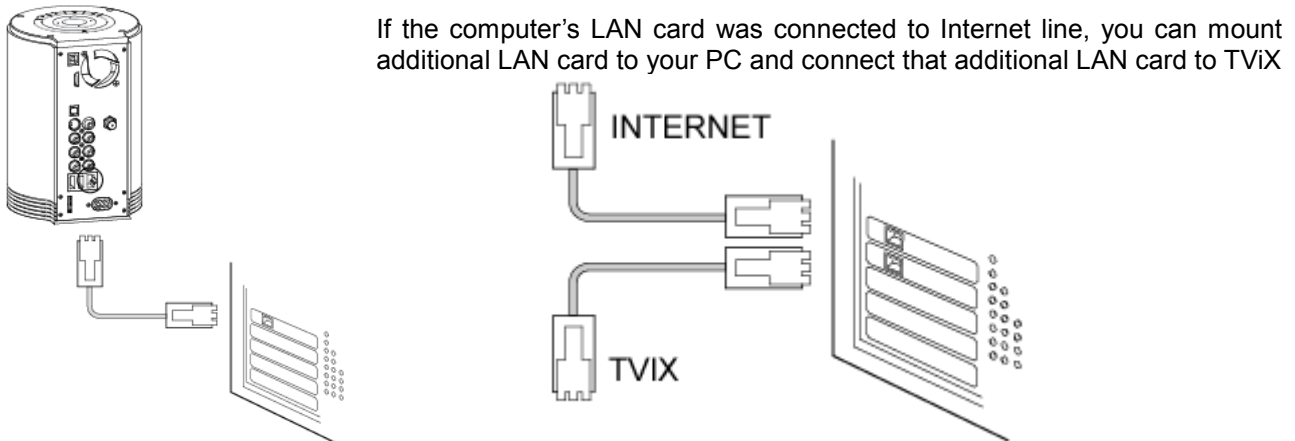 If the computer’s LAN card was connected to Internet line, you can mount
additional LAN card to your PC and connect that additional LAN card to TViX
INTERNET
TVIX